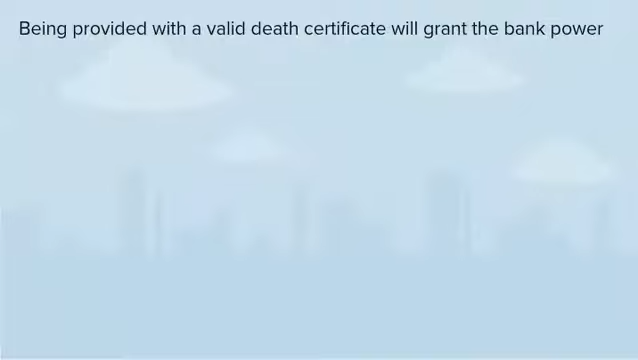 Being provided with a valid death certificate will grant the bank power